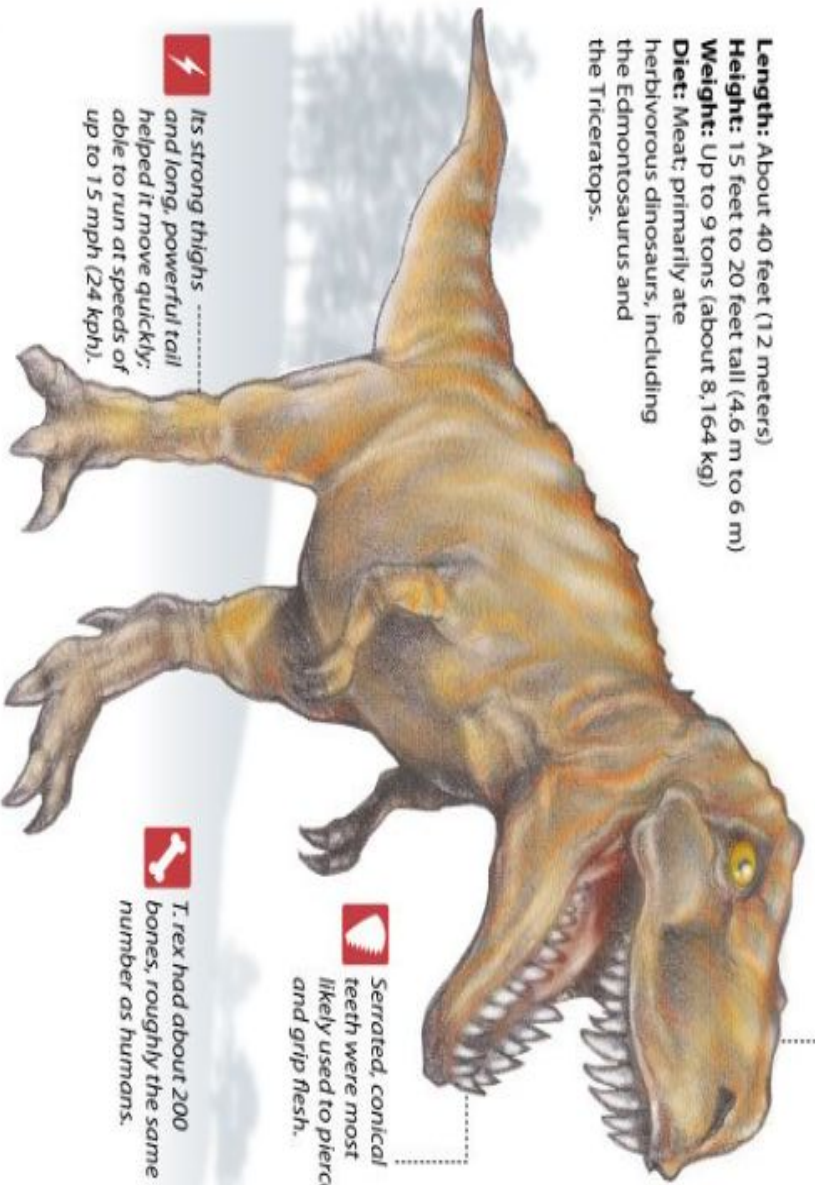 Length: About 40 feet (12 meters)
Height: 15 feet to 20 feet tall (4.6 m to 6 m)
Weight: Up to 9 tons (about 8,164 kg)
Diet: Meat; primarily ate
herbivorous dinosaurs, including
the Edmontosaurus and
the Triceratops.
Its strong thighs
and long, powerful tail
helped it move quickly;
able to run at speeds of
up to 15 mph (24 kph).
Serrated, conical
teeth were most
likely used to pierc
and grip flesh.
T. rex had about 200
bones, roughly the same
number as humans.